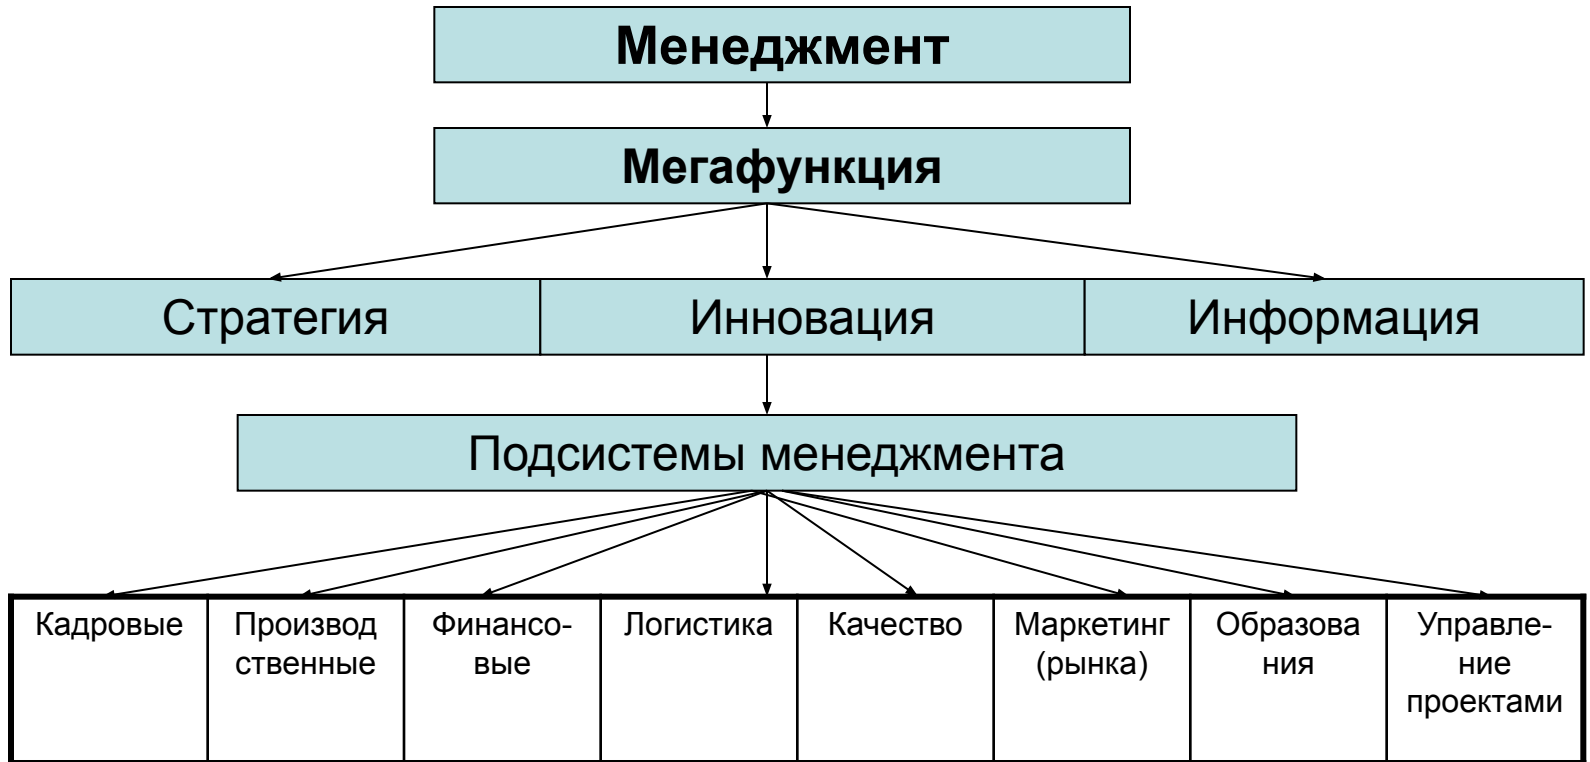 Менеджмент
Мегафункция
Стратегия
Инновация
Информация
Подсистемы менеджмента
Кадровые
Производ
ственные
Финансо-
вые
Логистика
Качество
Маркетинг
(рынка)
Образова
ния
Управле-
ние
проектами